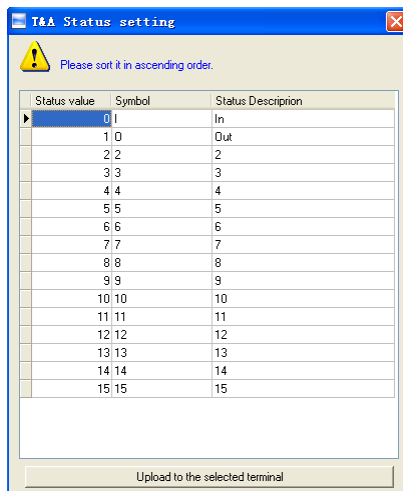 T&A Status setting
Please sort it in ascending order.
Status value Symbol Status Descriprion
0 I In
1 O Out
2 2 2
3 3 3
4 4 4
5 5 5
6 6 6
7 7 7
8 8 8
9 9 9
10 10 10
11 11 11
12 12 12
13 13 13
14 14 14
15 15 15
Upload to the selected terminal